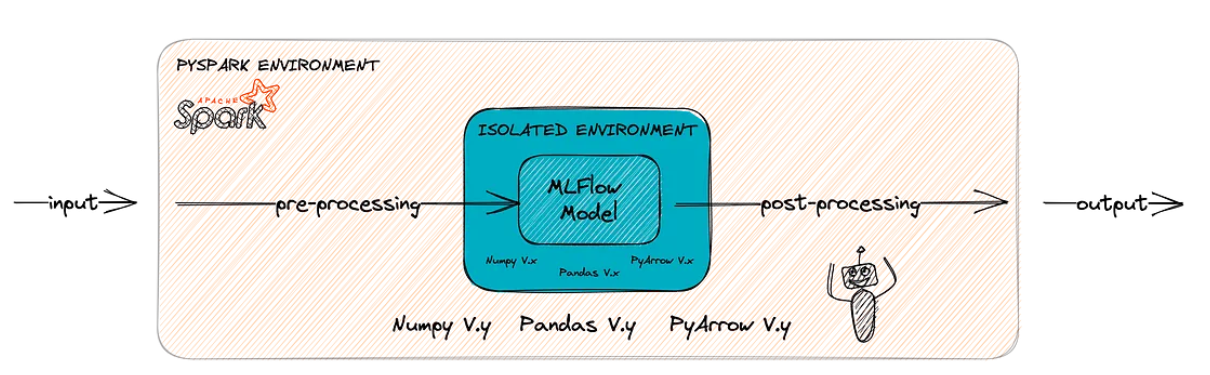 PYSPARK ENVIRONMENT
APACHE
Spark
ISOLATED ENVIRONMENT
input
pre-processing
MLFlow
Model
post-processing
output
Numpy V.x
Pandas V.x
PyArrow V.x
Numpy V.y
Pandas V.y
PyArrow V.y